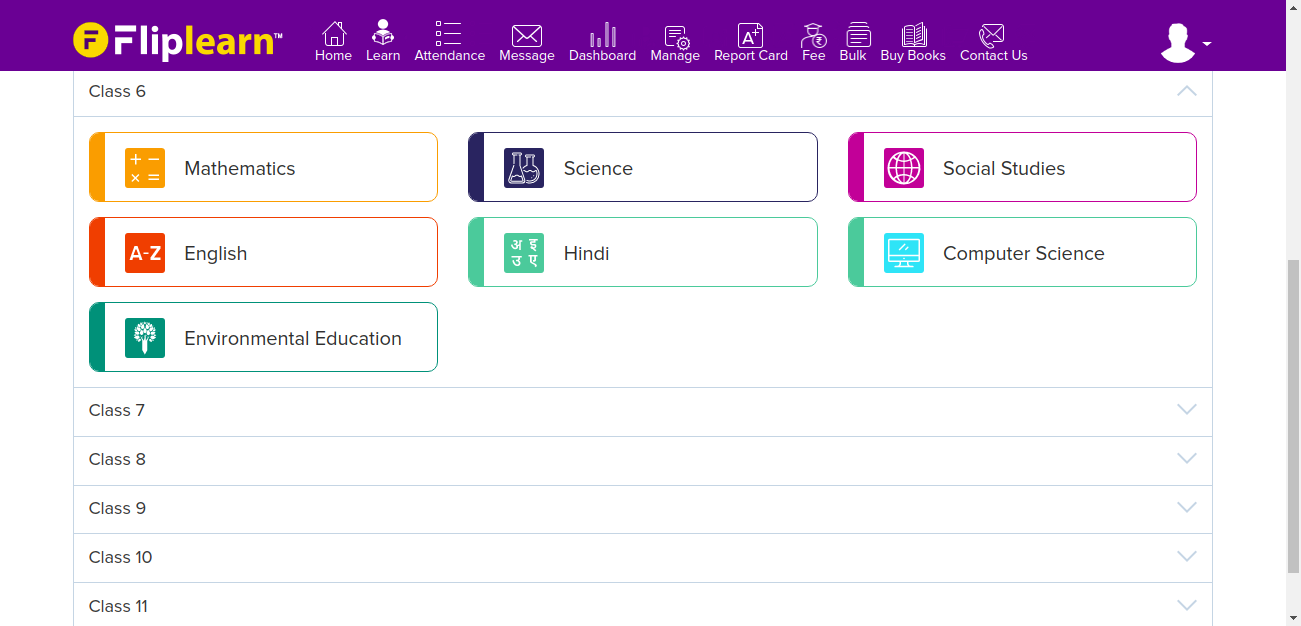 F Fliplearn™
Home Learn Attendance Message Dashboard Manage Report Card Fee Bulk Buy Books Contact Us
Class 6
Mathematics
Science
Social Studies
A-Z English
अ इ
उ ए
Hindi
Computer Science
Environmental Education
Class 7
Class 8
Class 9
Class 10
Class 11